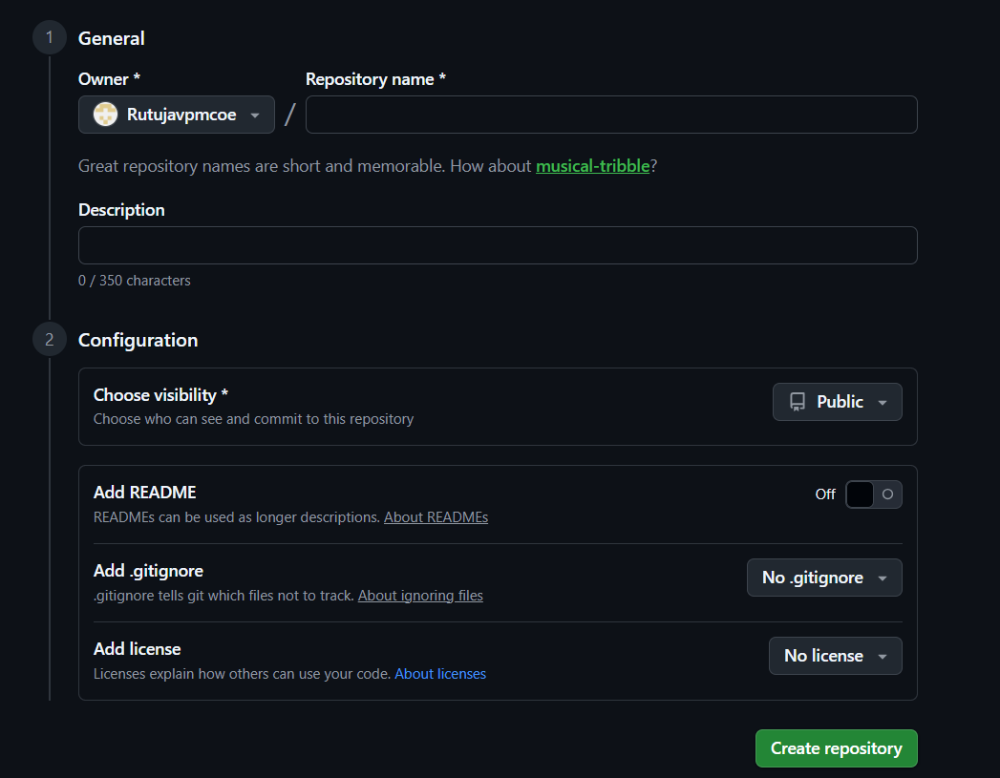 1 General
Owner * Repository name *
Rutujavpmcoe /
Great repository names are short and memorable. How about musical-tribble?
Description
0 / 350 characters
2 Configuration
Choose visibility *
Public
Choose who can see and commit to this repository
Add README
Off
READMEs can be used as longer descriptions. About READMEs
Add .gitignore
No .gitignore
.gitignore tells git which files not to track. About ignoring files
Add license
No license
Licenses explain how others can use your code. About licenses
Create repository